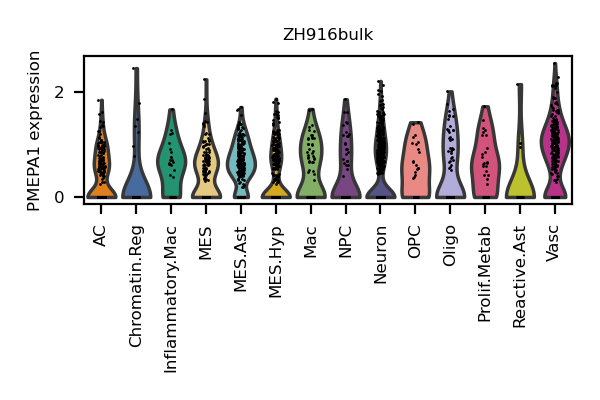 ZH916bulk
PMEPA1 expression
2
0
AC
Chromatin.Reg
Inflammatory.Mac
MES
MES.Ast
MES.Hyp
Mac
NPC
Neuron
OPC
Oligo
Prolif.Metab
Reactive.Ast
Vasc